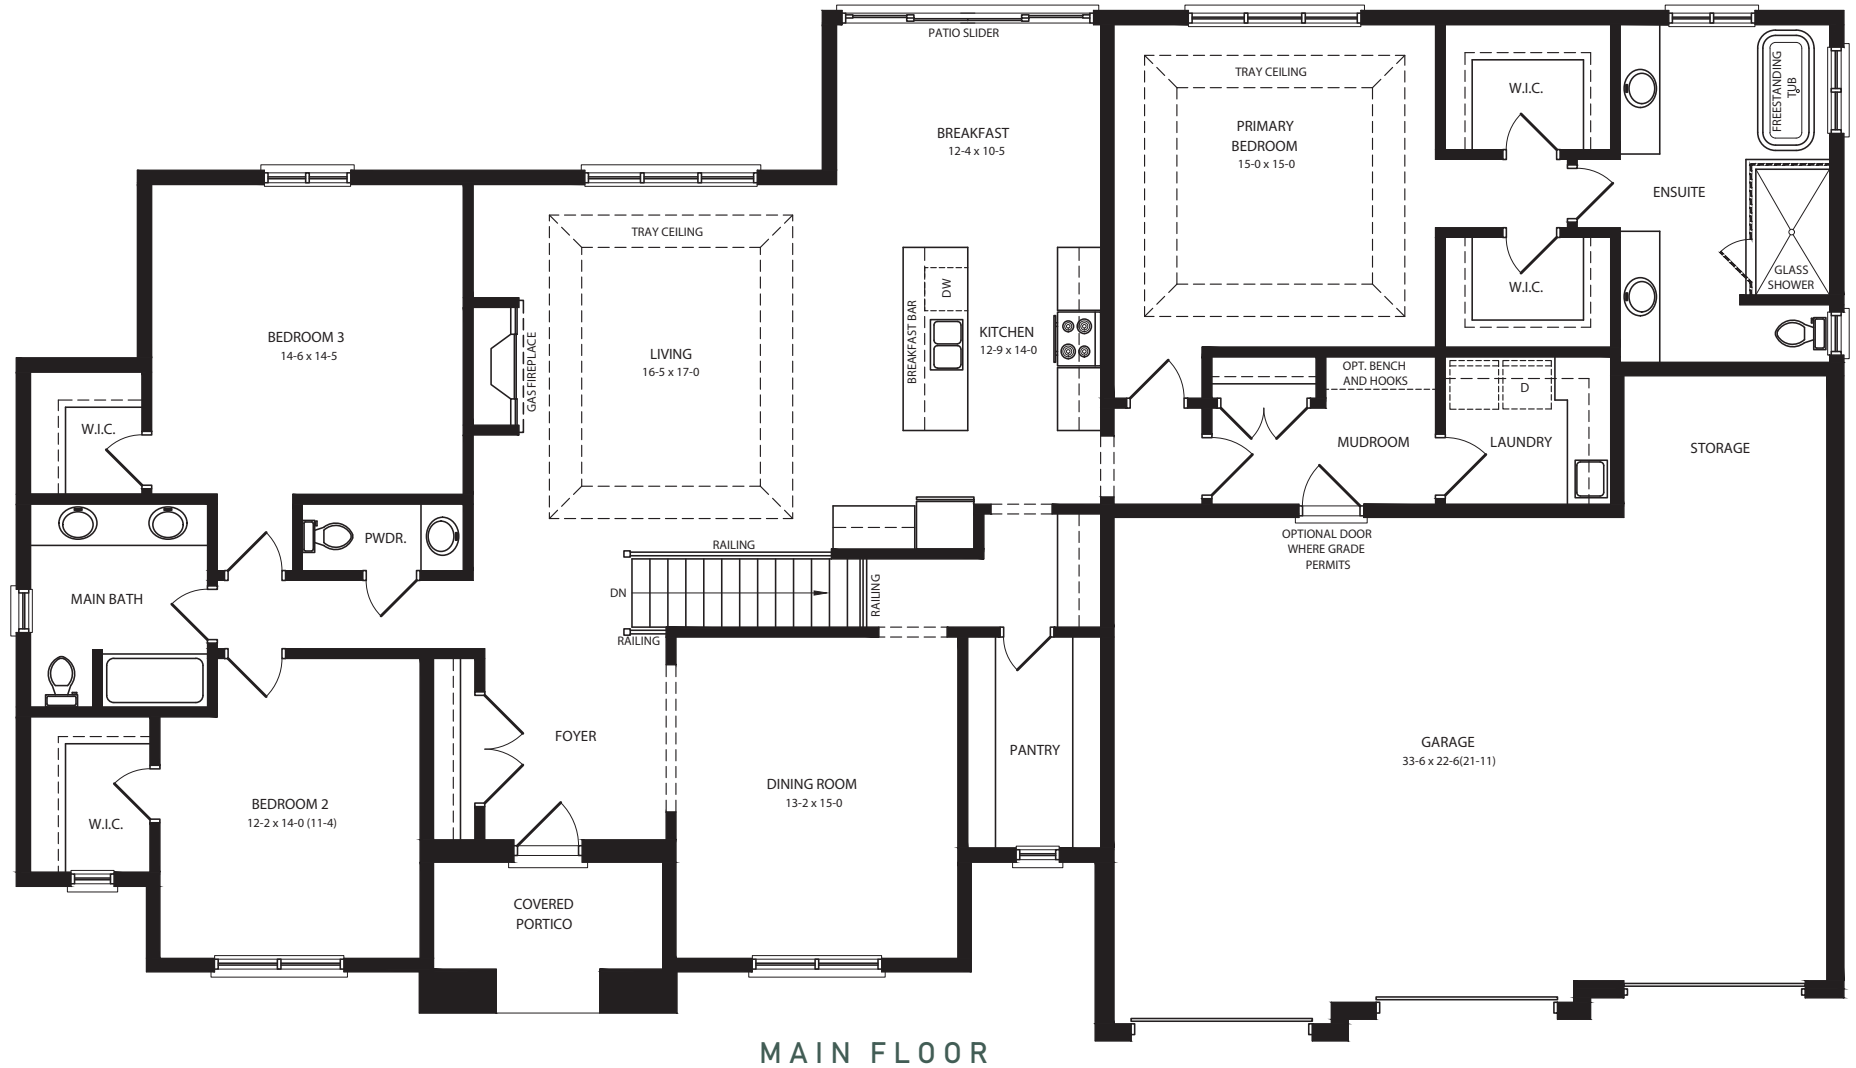 PATIO SLIDER
TRAY CEILING
PRIMARY
BEDROOM
15-0 x 15-0
W.I.C.
FREESTANDING
TUB
BREAKFAST
12-4 x 10-5
ENSUITE
TRAY CEILING
GLASS
SHOWER
W.I.C.
BEDROOM 3
14-6 x 14-5
GAS FIREPLACE
LIVING
16-5 x 17-0
BREAKFAST BAR
DW
KITCHEN
12-9 x 14-0
OPT. BENCH
AND HOOKS
D
W.I.C.
MUDROOM
LAUNDRY
STORAGE
PWDR.
OPTIONAL DOOR
WHERE GRADE
PERMITS
RAILING
MAIN BATH
DN
RAILING
RAILING
FOYER
PANTRY
GARAGE
33-6 x 22-6(21-11)
DINING ROOM
13-2 x 15-0
BEDROOM 2
12-2 x 14-0 (11-4)
W.I.C.
COVERED
PORTICO
MAIN FLOOR